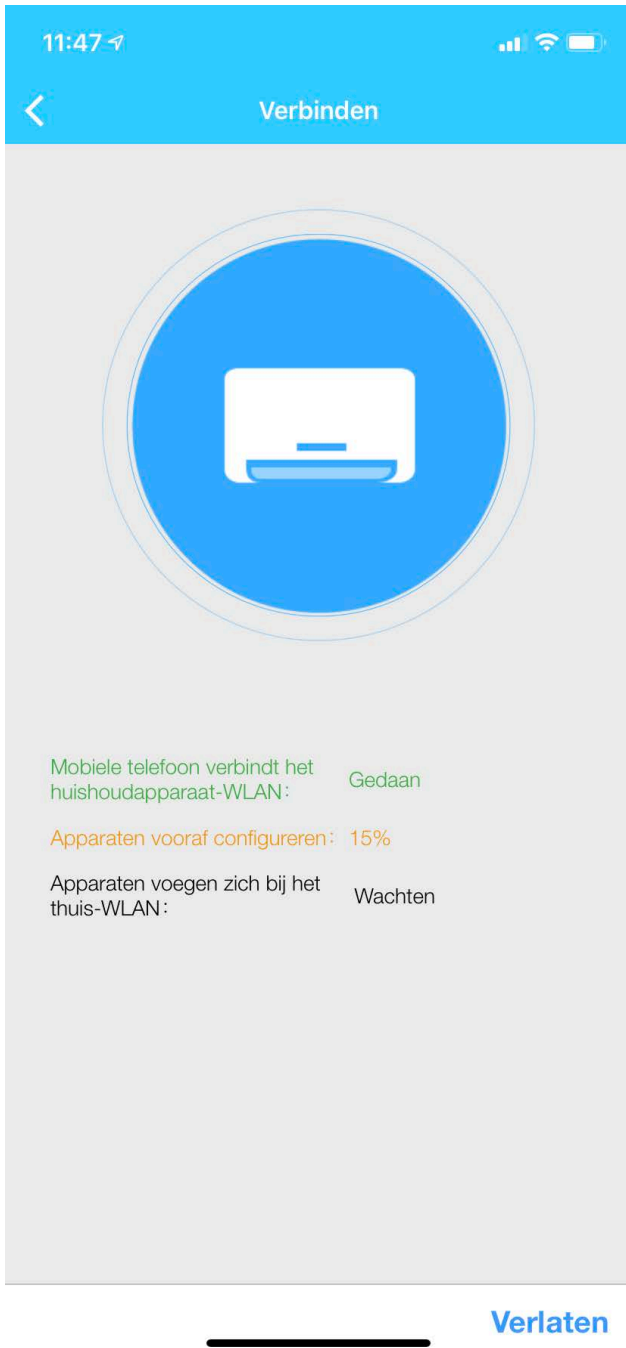 11:47
Verbinden
Mobiele telefoon verbindt het
huishoudapparaat-WLAN: Gedaan
Apparaten vooraf configureren: 15%
Apparaten voegen zich bij het
thuis-WLAN: Wachten
Verlaten